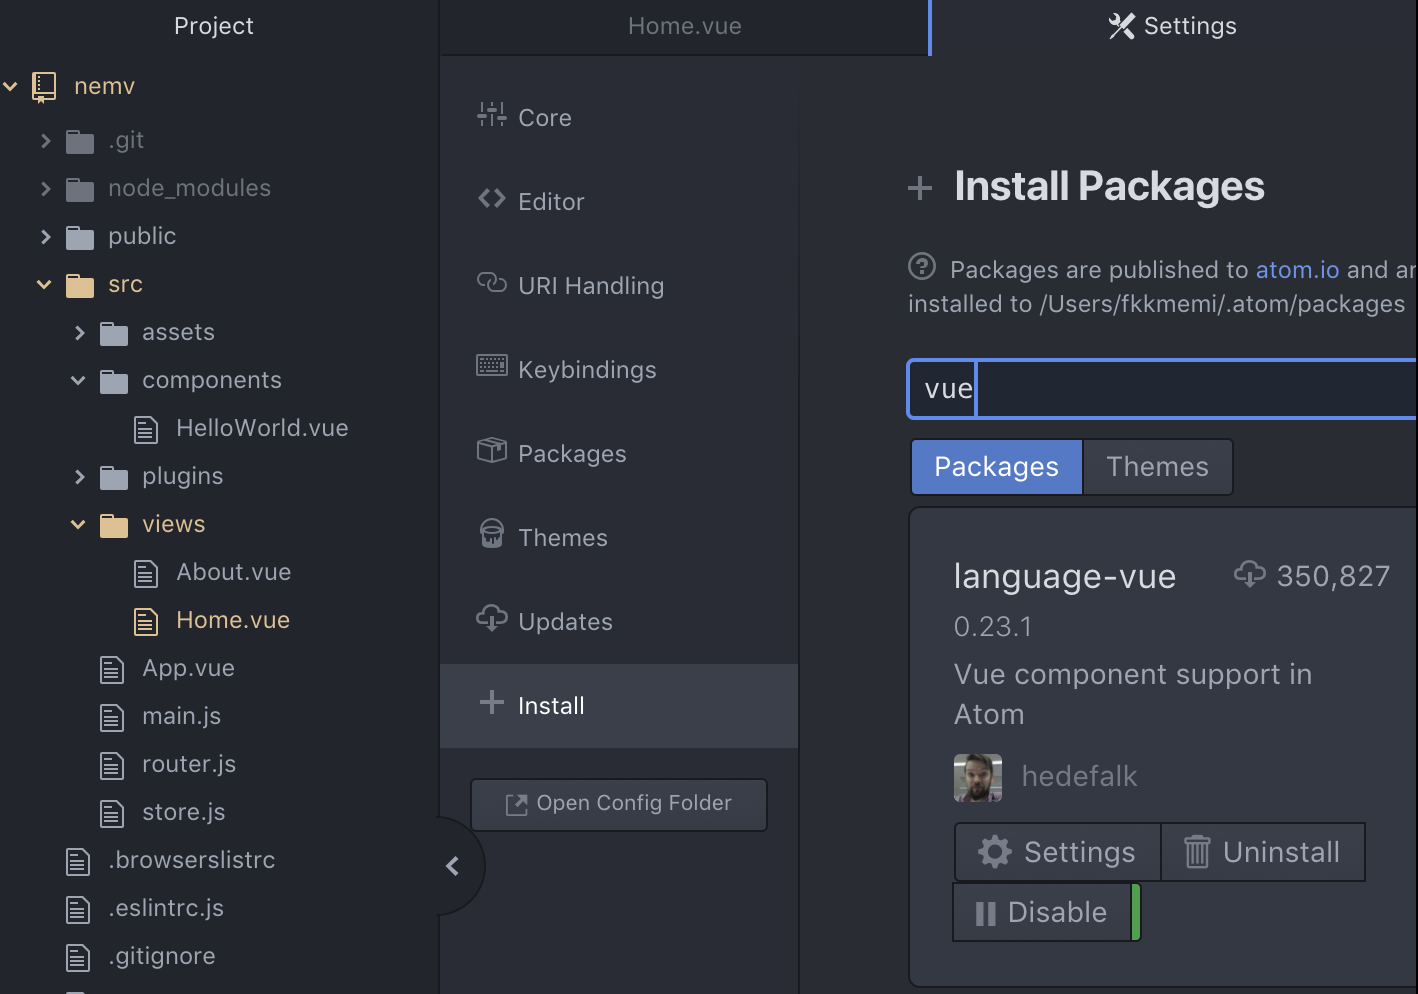 Project
nemv
.git
node_modules
public
src
assets
components
HelloWorld.vue
plugins
views
About.vue
Home.vue
App.vue
main.js
router.js
store.js
.browserslistrc
.eslintrc.js
.gitignore
Home.vue
Settings
Core
Editor
URI Handling
Keybindings
Packages
Themes
Updates
Install
Open Config Folder
Install Packages
Packages are published to atom.io and
installed to /Users/fkkmemi/.atom/packages
vue
Packages
Themes
language-vue
350,827
0.23.1
Vue component support in
Atom
hedefalk
Settings
Uninstall
Disable